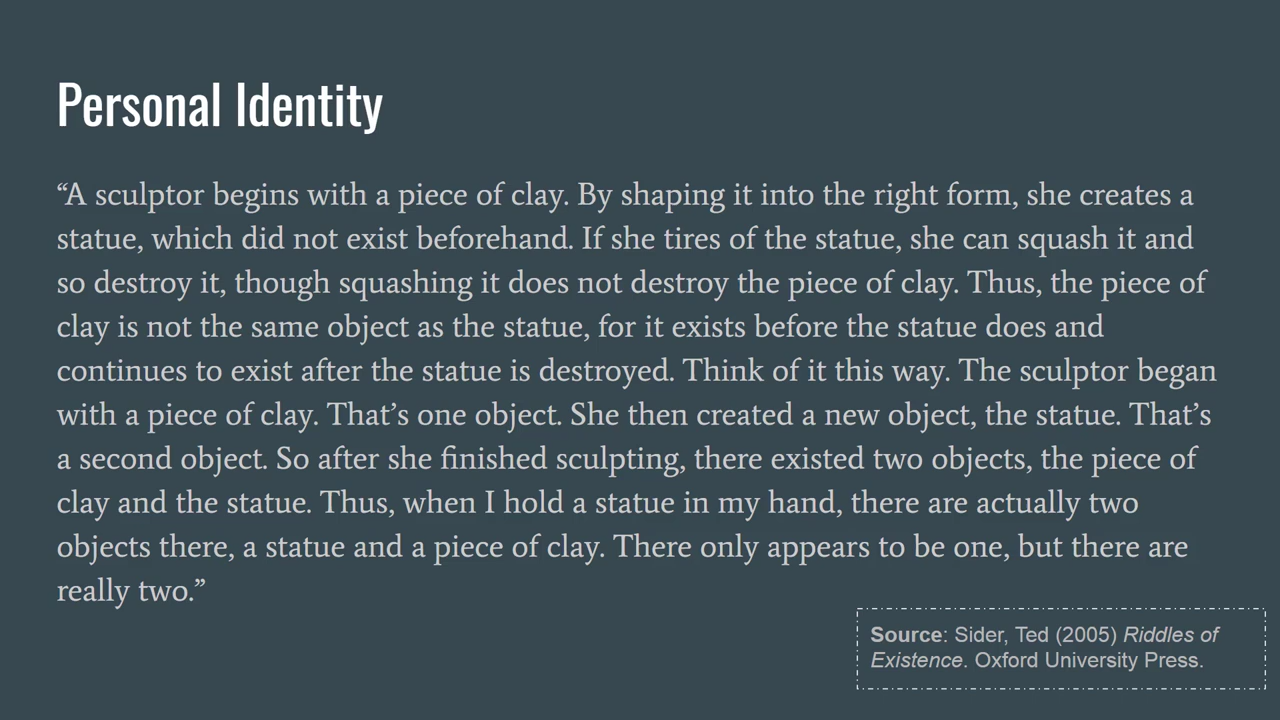 Personal Identity
“A sculptor begins with a piece of clay. By shaping it into the right form, she creates a
statue, which did not exist beforehand. If she tires of the statue, she can squash it and
so destroy it, though squashing it does not destroy the piece of clay. Thus, the piece of
clay is not the same object as the statue, for it exists before the statue does and
continues to exist after the statue is destroyed. Think of it this way. The sculptor began
with a piece of clay. That’s one object. She then created a new object, the statue. That’s
a second object. So after she finished sculpting, there existed two objects, the piece of
clay and the statue. Thus, when I hold a statue in my hand, there are actually two
objects there, a statue and a piece of clay. There only appears to be one, but there are
really two.”
Source: Sider, Ted (2005) Riddles of
Existence. Oxford University Press.